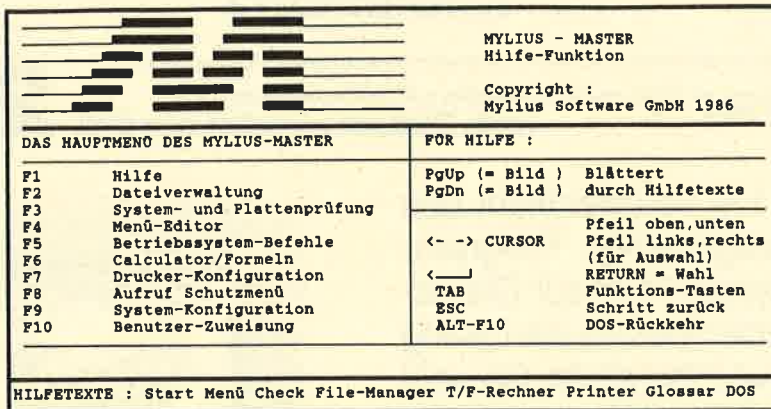 MYLIUS - MASTER
Hilfe-Funktion
Copyright :
Mylius Software GmbH 1986
DAS HAUPTMENÜ DES MYLIUS-MASTER
F1 Hilfe
F2 Dateiverwaltung
F3 System- und Plattenprüfung
F4 Menü-Editor
F5 Betriebssystem-Befehle
F6 Calculator/Formeln
F7 Drucker-Konfiguration
F8 Aufruf Schutzmenü
F9 System-Konfiguration
F10 Benutzer-Zuweisung
FÜR HILFE :
PgUp (= Bild ) Blättert
PgDn (= Bild ) durch Hilfetexte
Pfeil oben,unten
<- -> CURSOR Pfeil links,rechts
(für Auswahl)
<__| RETURN = Wahl
TAB Funktions-Tasten
ESC Schritt zurück
ALT-F10 DOS-Rückkehr
HILFETEXTE : Start Menü Check File-Manager T/F-Rechner Printer Glossar DOS